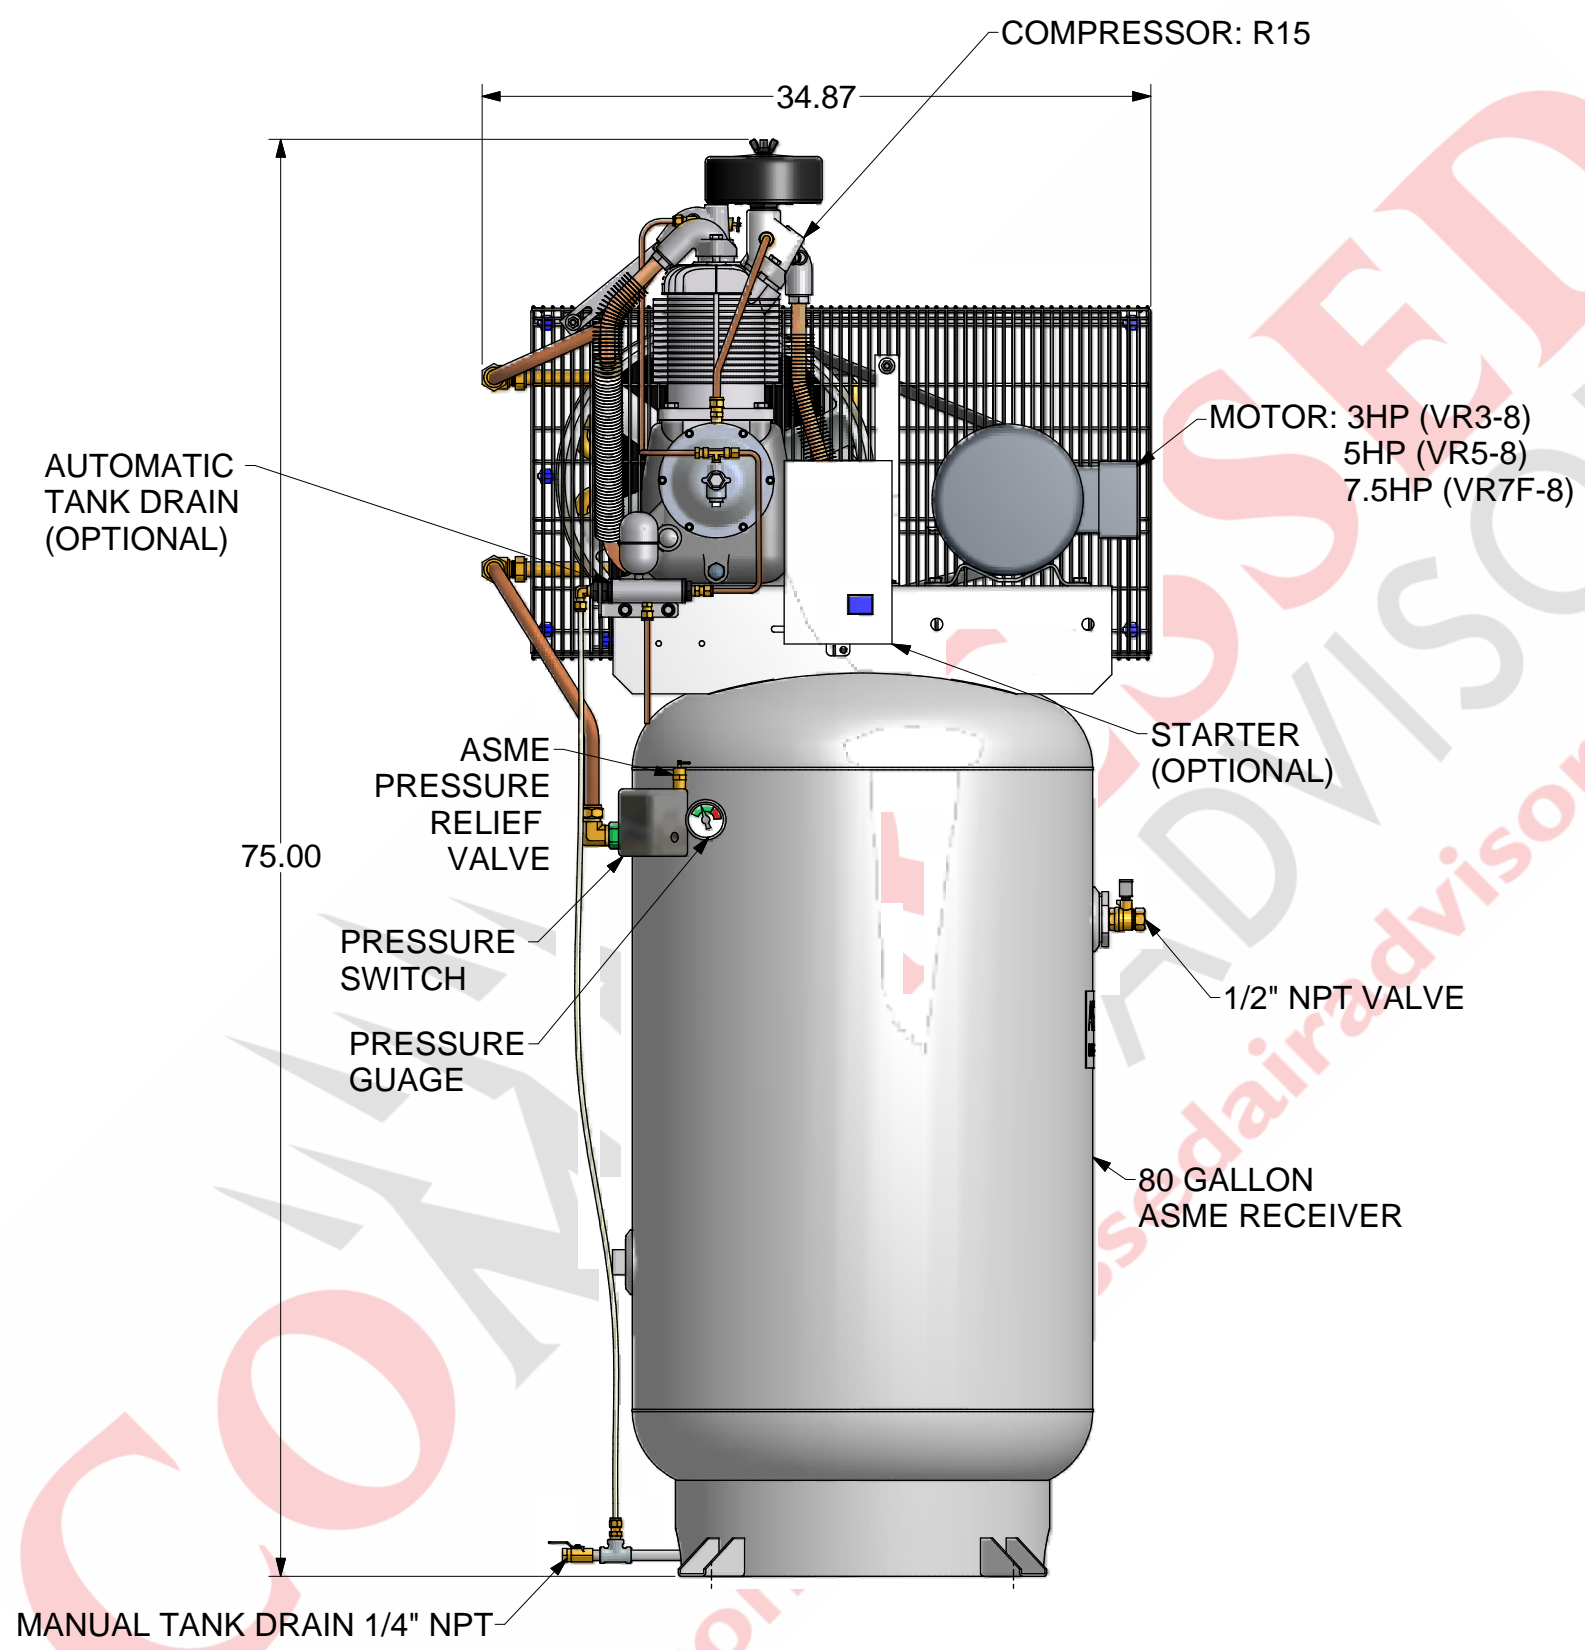 COMPRESSOR: R15
34.87
MOTOR: 3HP (VR3-8)
5HP (VR5-8)
7.5HP (VR7F-8)
AUTOMATIC
TANK DRAIN
(OPTIONAL)
STARTER
(OPTIONAL)
ASME
PRESSURE
RELIEF
VALVE
75.00
PRESSURE
SWITCH
1/2" NPT VALVE
PRESSURE
GUAGE
80 GALLON
ASME RECEIVER
MANUAL TANK DRAIN 1/4" NPT